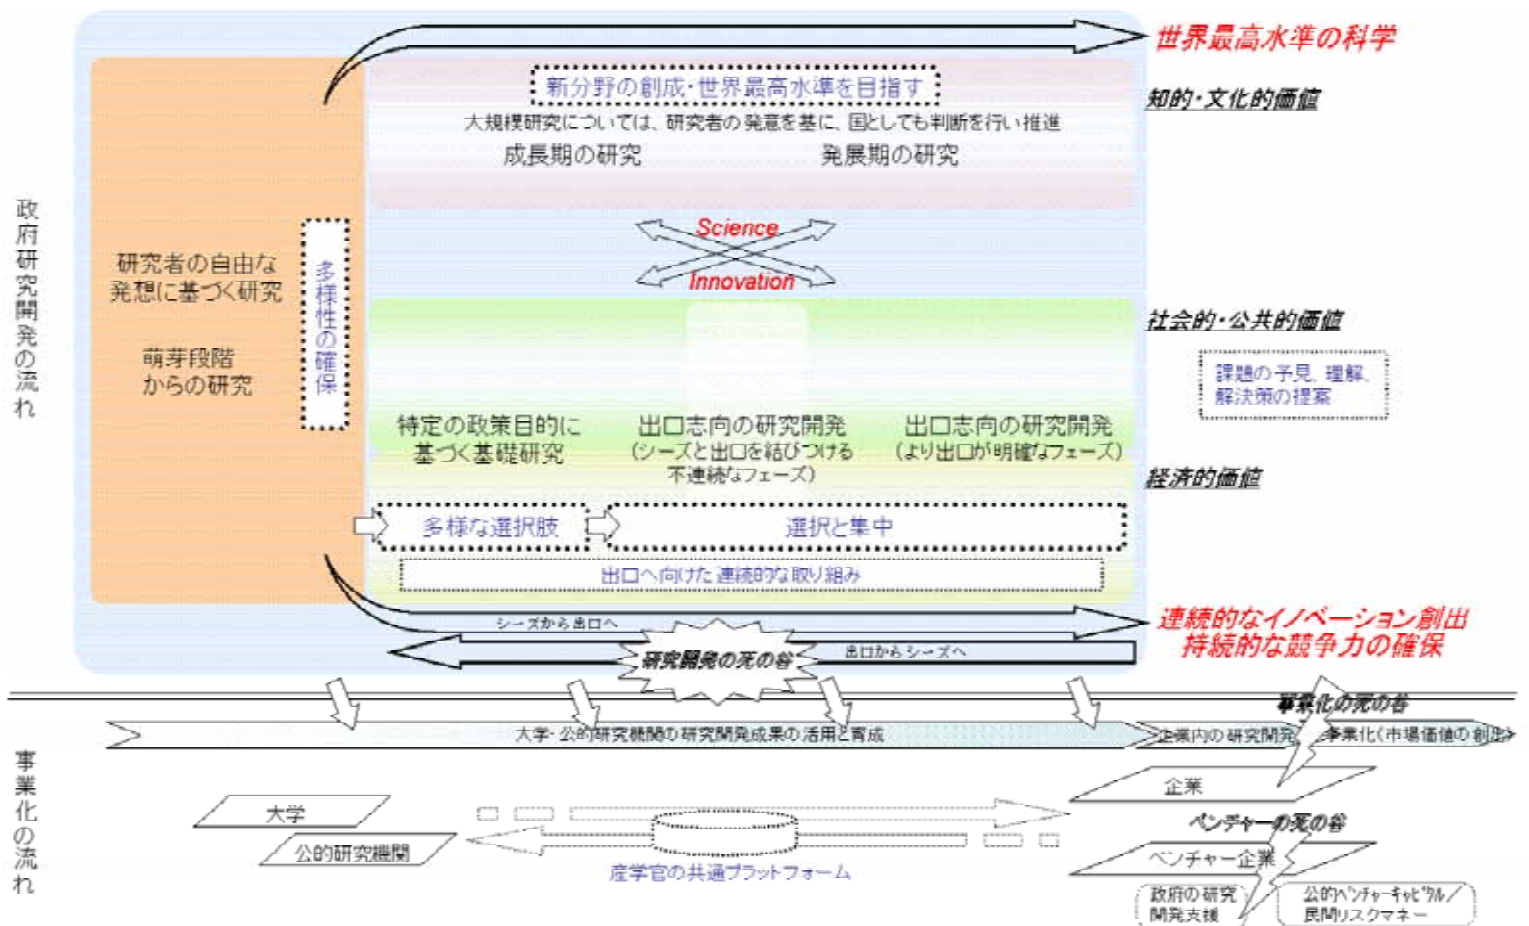 世界最高水準の科学
新分野の創成・世界最高水準を目指す
知的・文化的価値
大規模研究については、研究者の発意を基に、国としても判断を行い推進
成長期の研究
発展期の研究
政府研究開発の流れ
Science
Innovation
研究者の自由な
発想に基づく研究
萌芽段階
からの研究
多様性の確保
社会的・公共的価値
課題の予見、理解、
解決策の提案
特定の政策目的に
基づく基礎研究
出口志向の研究開発
(シーズと出口を結びつける
不連続なフェーズ)
出口志向の研究開発
(より出口が明確なフェーズ)
経済的価値
多様な選択肢
選択と集中
出口へ向けた連続的な取り組み
シーズから出口へ
研究開発の死の谷
出口からシーズへ
連続的なイノベーション創出
持続的な競争力の確保
事業化の死の谷
大学・公的研究機関の研究開発成果の活用と育成
企業内の研究開発
事業化(市場価値の創出)
事業化の流れ
大学
公的研究機関
産学官の共通プラットフォーム
企業
ベンチャーの死の谷
ベンチャー企業
政府の研究
開発支援
公的ベンチャーキャピタル/
民間リスクマネー